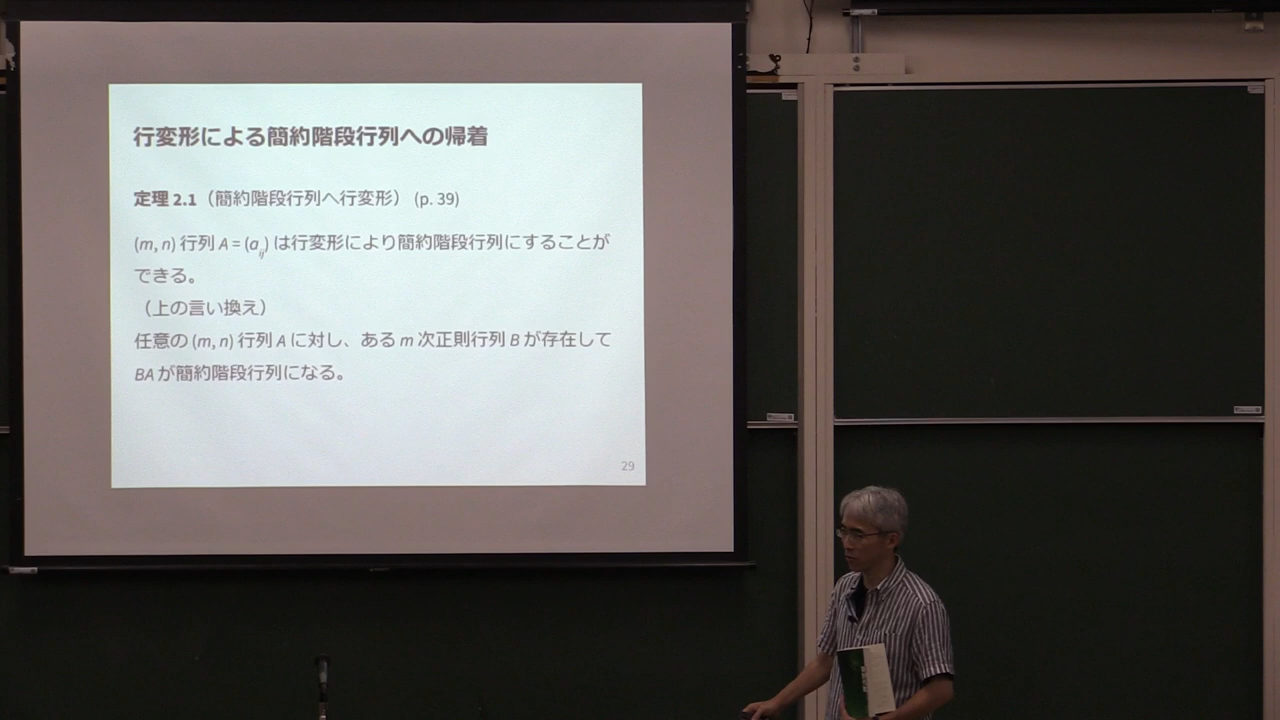 行変形による簡約階段行列への帰着
定理 2.1（簡約階段行列へ行変形） (p. 39)
(m, n) 行列 A = (aij) は行変形により簡約階段行列にすることが
できる。
（上の言い換え）
任意の (m, n) 行列 A に対し、ある m 次正則行列 B が存在して
BA が簡約階段行列になる。
29